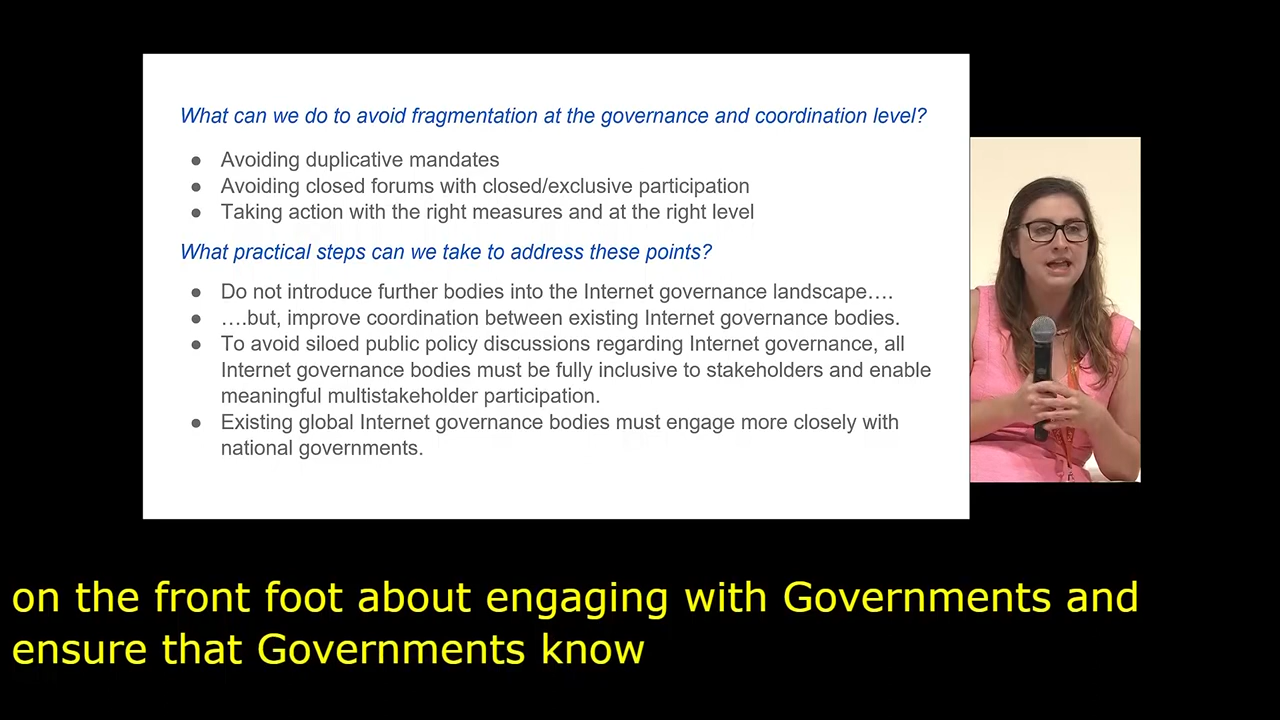 What can we do to avoid fragmentation at the governance and coordination level?
● Avoiding duplicative mandates
● Avoiding closed forums with closed/exclusive participation
● Taking action with the right measures and at the right level
What practical steps can we take to address these points?
● Do not introduce further bodies into the Internet governance landscape….
● ….but, improve coordination between existing Internet governance bodies.
● To avoid siloed public policy discussions regarding Internet governance, all
Internet governance bodies must be fully inclusive to stakeholders and enable
meaningful multistakeholder participation.
● Existing global Internet governance bodies must engage more closely with
national governments.
on the front foot about engaging with Governments and
ensure that Governments know